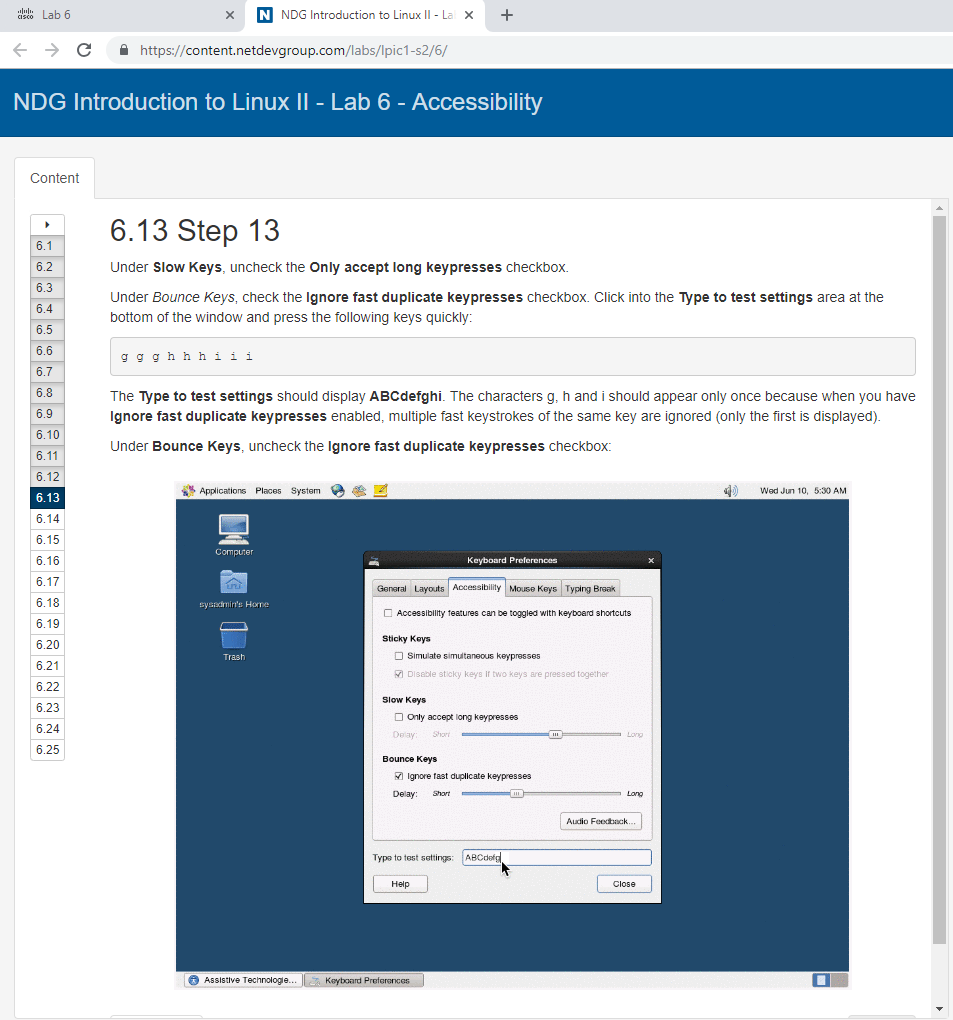 Lab 6
NDG Introduction to Linux II - La
https://content.netdevgroup.com/labs/lpic1-s2/6/
NDG Introduction to Linux II - Lab 6 - Accessibility
Content
6.1
6.2
6.3
6.4
6.5
6.6
6.7
6.8
6.9
6.10
6.11
6.12
6.13
6.14
6.15
6.16
6.17
6.18
6.19
6.20
6.21
6.22
6.23
6.24
6.25
6.13 Step 13
Under Slow Keys, uncheck the Only accept long keypresses checkbox.
Under Bounce Keys, check the Ignore fast duplicate keypresses checkbox. Click into the Type to test settings area at the
bottom of the window and press the following keys quickly:
g g g h h h i i i
The Type to test settings should display ABCdefghi. The characters g, h and i should appear only once because when you have
Ignore fast duplicate keypresses enabled, multiple fast keystrokes of the same key are ignored (only the first is displayed).
Under Bounce Keys, uncheck the Ignore fast duplicate keypresses checkbox:
Applications Places System Wed Jun 10, 5:30 AM
Computer
sysadmin's Home
Trash
Keyboard Preferences
General Layouts Accessibility Mouse Keys Typing Break
Accessibility features can be toggled with keyboard shortcuts
Sticky Keys
Simulate simultaneous keypresses
Disable sticky keys if two keys are pressed together
Slow Keys
Only accept long keypresses
Delay: Short Long
Bounce Keys
Ignore fast duplicate keypresses
Delay: Short Long
Audio Feedback...
Type to test settings: ABCdefg
Help Close
Assistive Technologie... Keyboard Preferences